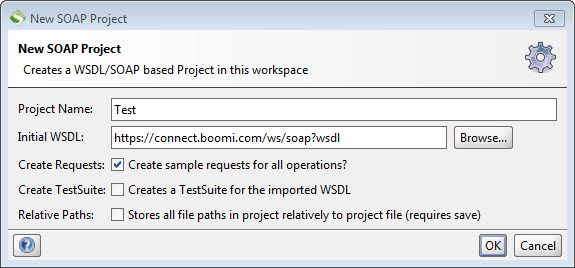 New SOAP Project
New SOAP Project
Creates a WSDL/SOAP based Project in this workspace
Project Name: Test
Initial WSDL: https://connect.boomi.com/ws/soap?wsdl Browse...
Create Requests: Create sample requests for all operations?
Create TestSuite: Creates a TestSuite for the imported WSDL
Relative Paths: Stores all file paths in project relatively to project file (requires save)
? OK Cancel